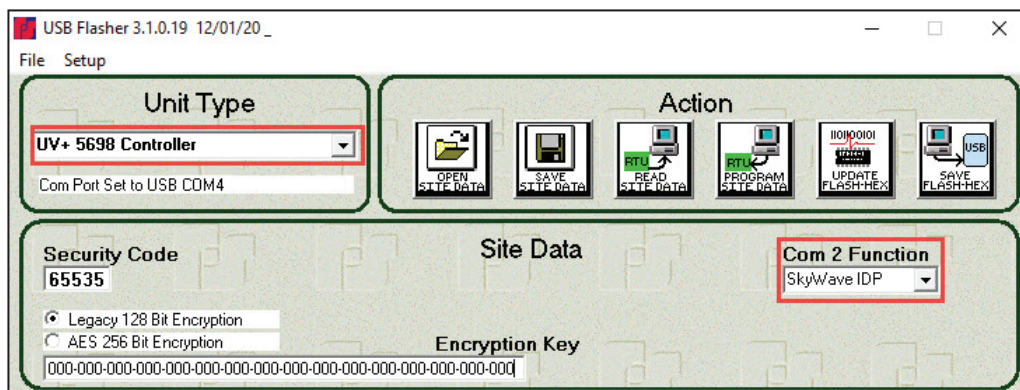 USB Flasher 3.1.0.19 12/01/20 _
File Setup
Unit Type
UV+ 5698 Controller
Com Port Set to USB COM4
Action
OPEN
SITE DATA
SAVE
SITE DATA
RTU
READ
SITE DATA
RTU
PROGRAM
SITE DATA
110100101
UPDATE
FLASH-HEX
USB
SAVE
FLASH-HEX
Site Data
Security Code
65535
Com 2 Function
SkyWave IDP
Legacy 128 Bit Encryption
AES 256 Bit Encryption
Encryption Key
000-000-000-000-000-000-000-000-000-000-000-000-000-000-000-000